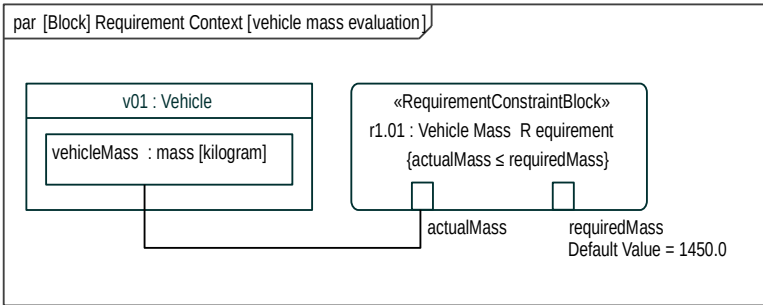 par [Block] Requirement Context [vehicle mass evaluation]
v01 : Vehicle
vehicleMass : mass [kilogram]
«RequirementConstraintBlock»
r1.01 : Vehicle Mass R equirement
{actualMass ≤ requiredMass}
actualMass
requiredMass
Default Value = 1450.0